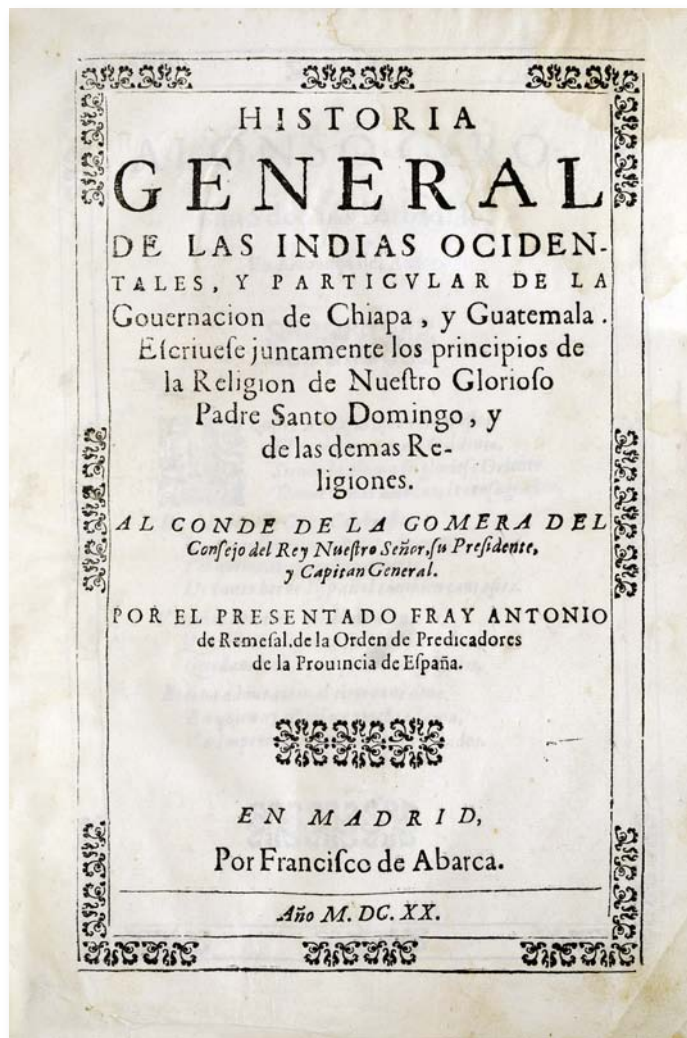 HISTORIA
GENERAL
DE LAS INDIAS OCIDEN-
TALES, Y PARTICVLAR DE LA
Gouernacion de Chiapa, y Guatemala.
Eſcriueſe juntamente los principios de
la Religion de Nueſtro Glorioſo
Padre Santo Domingo, y
de las demas Re-
ligiones.
AL CONDE DE LA GOMERA DEL
Conſejo del Rey Nueſtro Señor, ſu Preſidente,
y Capitan General.
POR EL PRESENTADO FRAY ANTONIO
de Remeſal, de la Orden de Predicadores
de la Prouincia de Eſpaña.
EN MADRID,
Por Franciſco de Abarca.
Año M. DC. XX.